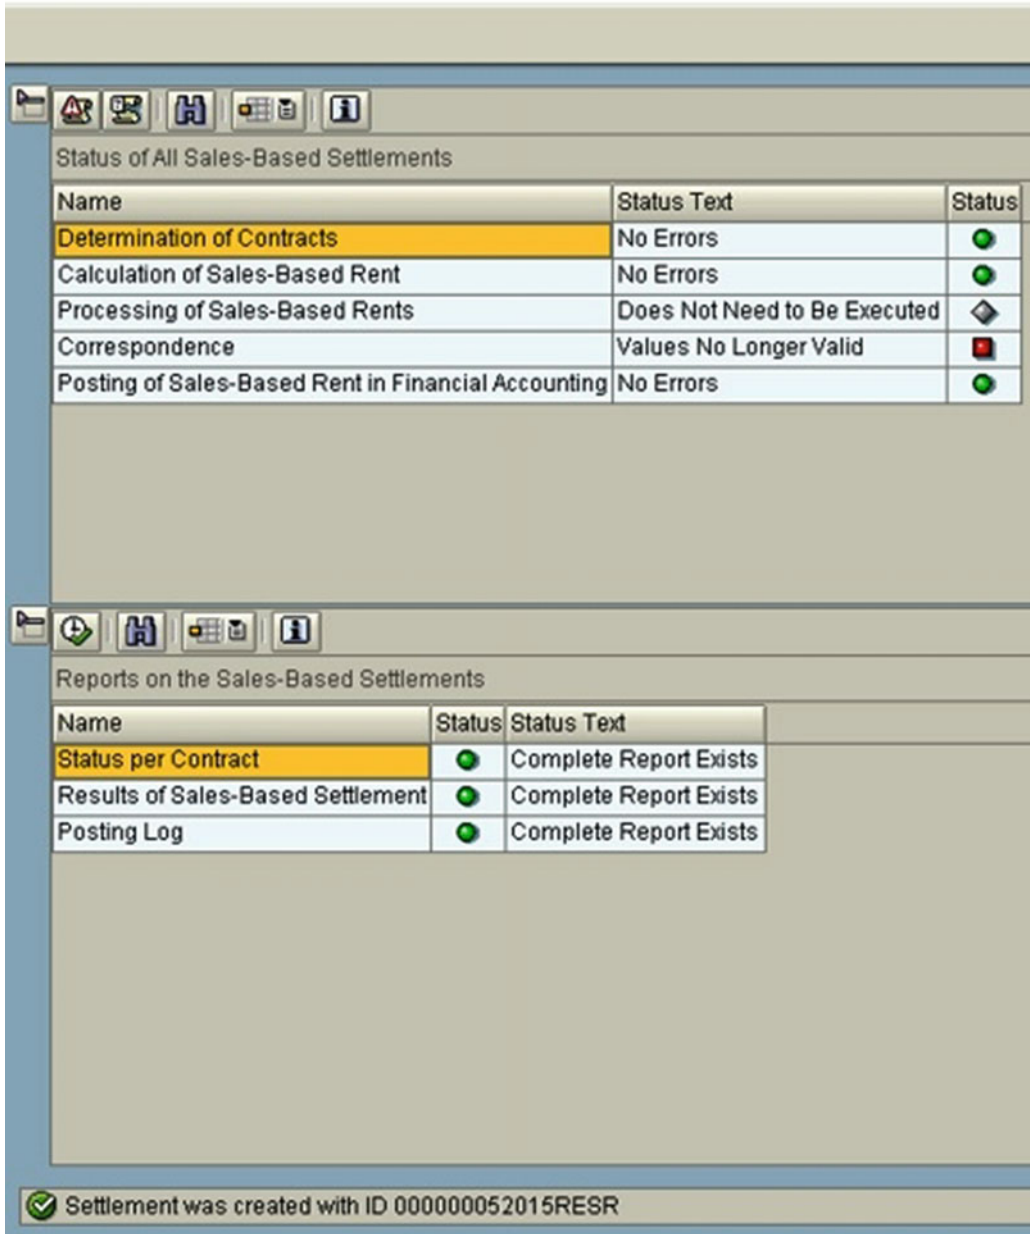 Status of All Sales-Based Settlements
Name Status Text Status
Determination of Contracts No Errors
Calculation of Sales-Based Rent No Errors
Processing of Sales-Based Rents Does Not Need to Be Executed
Correspondence Values No Longer Valid
Posting of Sales-Based Rent in Financial Accounting No Errors
Reports on the Sales-Based Settlements
Name Status Status Text
Status per Contract Complete Report Exists
Results of Sales-Based Settlement Complete Report Exists
Posting Log Complete Report Exists
Settlement was created with ID 000000052015RESR